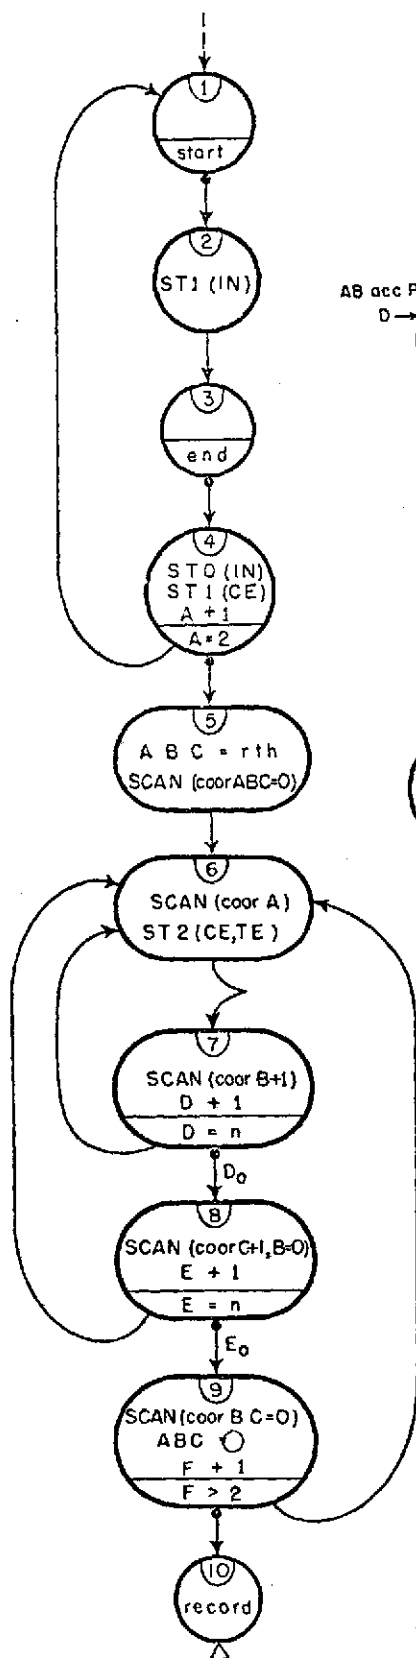 1
start
2
ST1 (IN)
AB acc
D →
3
end
4
ST0 (IN)
ST1 (CE)
A + 1
A = 2
5
A B C = rth
SCAN (coor ABC=0)
6
SCAN (coor A)
ST2 (CE,TE)
7
SCAN (coor B+1)
D + 1
D = n
D₀
8
SCAN (coor C+1, B=0)
E + 1
E = n
E₀
9
SCAN (coor B C=0)
ABC = ○
F + 1
F > 2
10
record